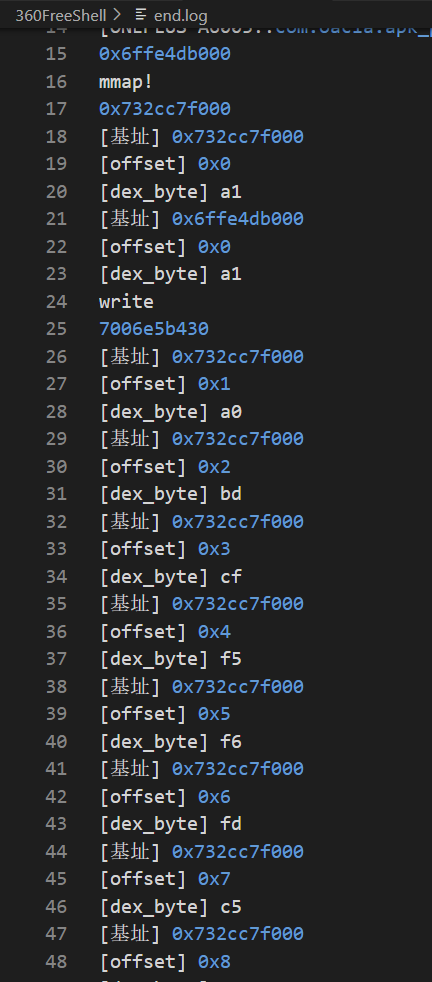 360FreeShell > end.log
14 [ONEPLUS A6003::com.oacia.apk_
15 0x6ffe4db000
16 mmap!
17 0x732cc7f000
18 [基址] 0x732cc7f000
19 [offset] 0x0
20 [dex_byte] a1
21 [基址] 0x6ffe4db000
22 [offset] 0x0
23 [dex_byte] a1
24 write
25 7006e5b430
26 [基址] 0x732cc7f000
27 [offset] 0x1
28 [dex_byte] a0
29 [基址] 0x732cc7f000
30 [offset] 0x2
31 [dex_byte] bd
32 [基址] 0x732cc7f000
33 [offset] 0x3
34 [dex_byte] cf
35 [基址] 0x732cc7f000
36 [offset] 0x4
37 [dex_byte] f5
38 [基址] 0x732cc7f000
39 [offset] 0x5
40 [dex_byte] f6
41 [基址] 0x732cc7f000
42 [offset] 0x6
43 [dex_byte] fd
44 [基址] 0x732cc7f000
45 [offset] 0x7
46 [dex_byte] c5
47 [基址] 0x732cc7f000
48 [offset] 0x8